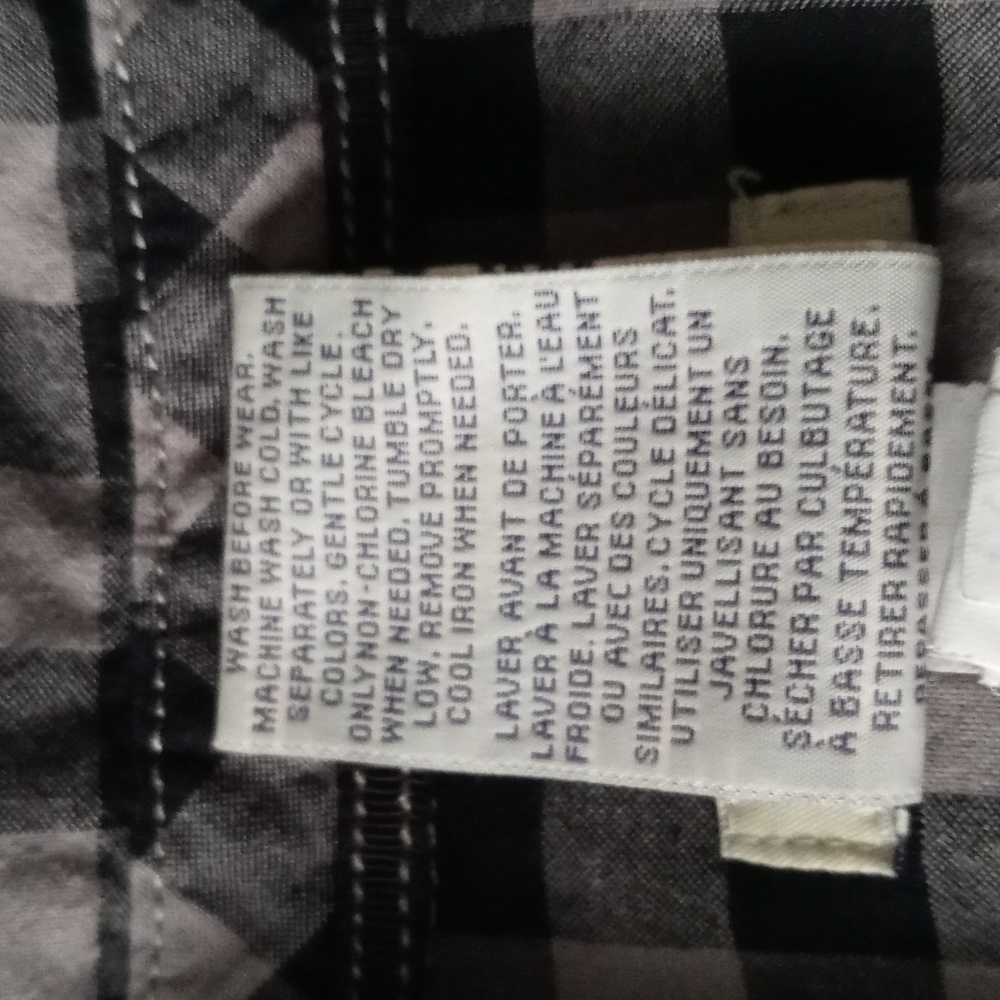 WASH BEFORE WEAR.
MACHINE WASH COLD. WASH
SEPARATELY OR WITH LIKE
COLORS. GENTLE CYCLE.
ONLY NON-CHLORINE BLEACH
WHEN NEEDED. TUMBLE DRY
LOW. REMOVE PROMPTLY.
COOL IRON WHEN NEEDED.
LAVER AVANT DE PORTER.
LAVER À LA MACHINE À L'EAU
FROIDE. LAVER SÉPARÉMENT
OU AVEC DES COULEURS
SIMILAIRES. CYCLE DÉLICAT.
UTILISER UNIQUEMENT UN
JAVELLISANT SANS
CHLORURE AU BESOIN.
SÉCHER PAR CULBUTAGE
À BASSE TEMPÉRATURE.
RETIRER RAPIDEMENT.